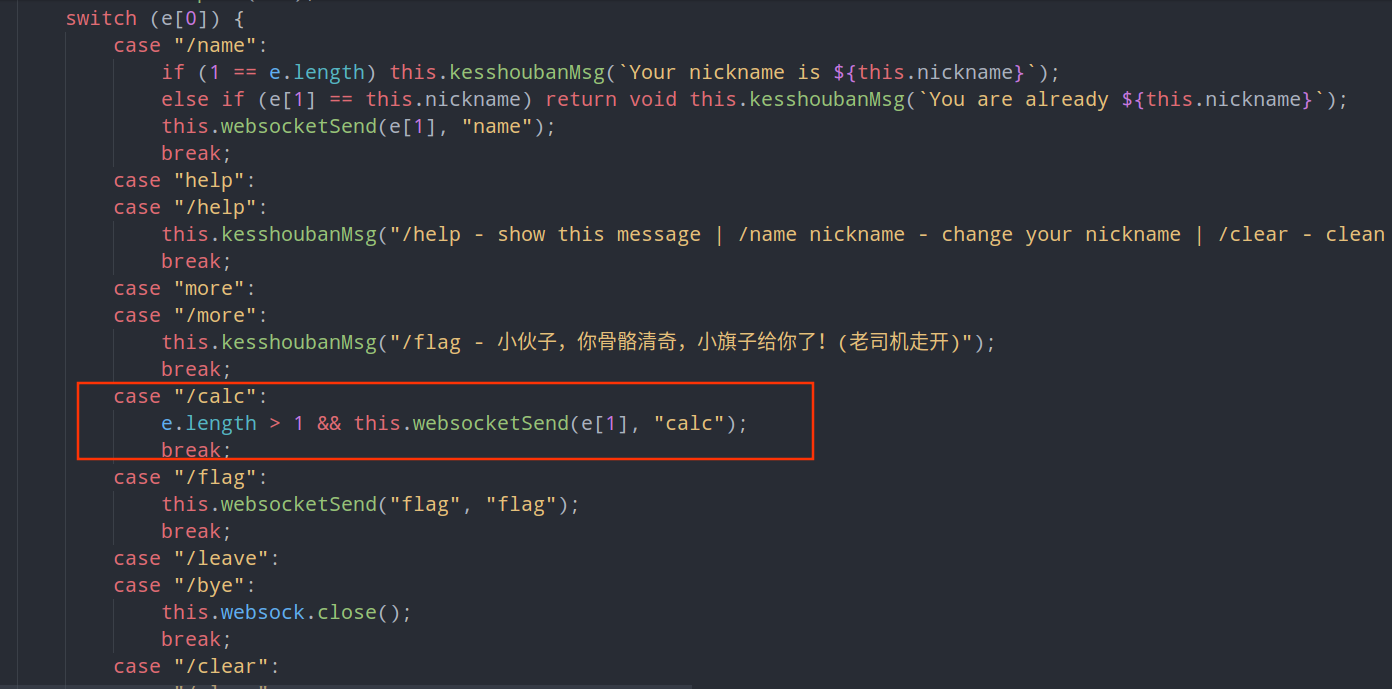 switch (e[0]) {
case "/name":
if (1 == e.length) this.kesshoubanMsg(`Your nickname is ${this.nickname}`);
else if (e[1] == this.nickname) return void this.kesshoubanMsg(`You are already ${this.nickname}`);
this.websocketSend(e[1], "name");
break;
case "help":
case "/help":
this.kesshoubanMsg("/help - show this message | /name nickname - change your nickname | /clear - clean
break;
case "more":
case "/more":
this.kesshoubanMsg("/flag - 小伙子，你骨骼清奇，小旗子给你了！(老司机走开)");
break;
case "/calc":
e.length > 1 && this.websocketSend(e[1], "calc");
break;
case "/flag":
this.websocketSend("flag", "flag");
break;
case "/leave":
case "/bye":
this.websock.close();
break;
case "/clear":